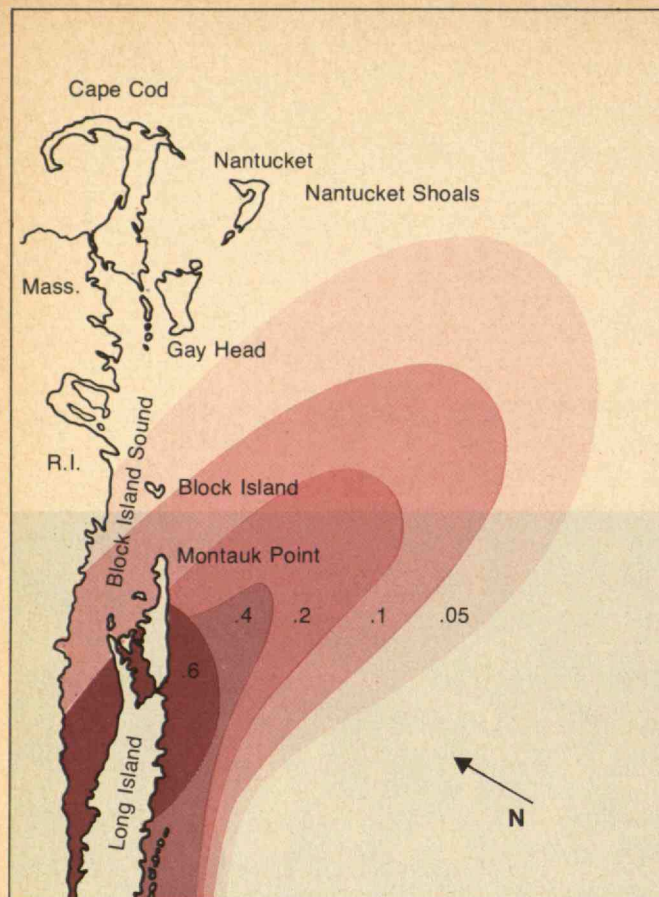 Cape Cod
Nantucket
Nantucket Shoals
Mass.
Gay Head
Block Island Sound
R.I.
Block Island
Montauk Point
.4
.2
.1
.05
.6
Long Island
N